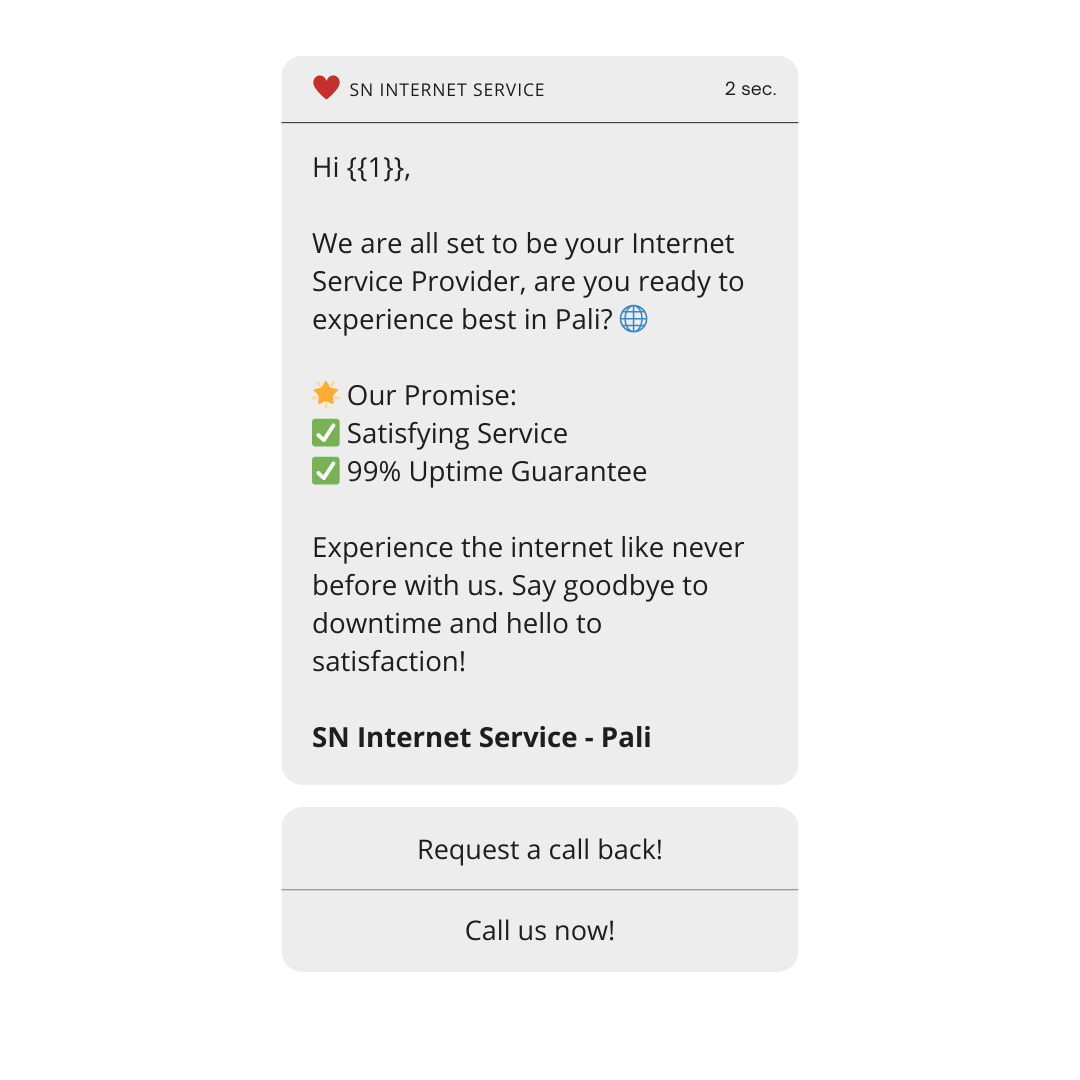 ❤️ SN INTERNET SERVICE 2 sec.
Hi {{1}},
We are all set to be your Internet
Service Provider, are you ready to
experience best in Pali? 🌐
🌟 Our Promise:
✅ Satisfying Service
✅ 99% Uptime Guarantee
Experience the internet like never
before with us. Say goodbye to
downtime and hello to
satisfaction!
SN Internet Service - Pali
Request a call back!
Call us now!